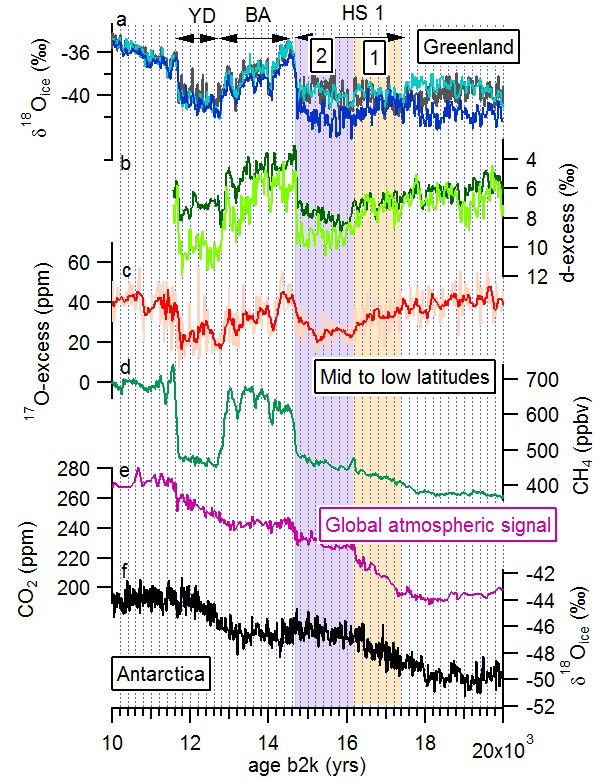 a
YD
BA
HS 1
2
1
Greenland
-36
-40
δ 18Oice (‰)
b
4
6
8
10
12
d-excess (‰)
c
60
40
20
0
17O-excess (ppm)
d
Mid to low latitudes
700
600
500
400
CH4 (ppbv)
e
280
260
240
220
200
CO2 (ppm)
Global atmospheric signal
f
-42
-44
-46
-48
-50
-52
δ 18Oice (‰)
Antarctica
10 12 14 16 18 20x10³
age b2k (yrs)